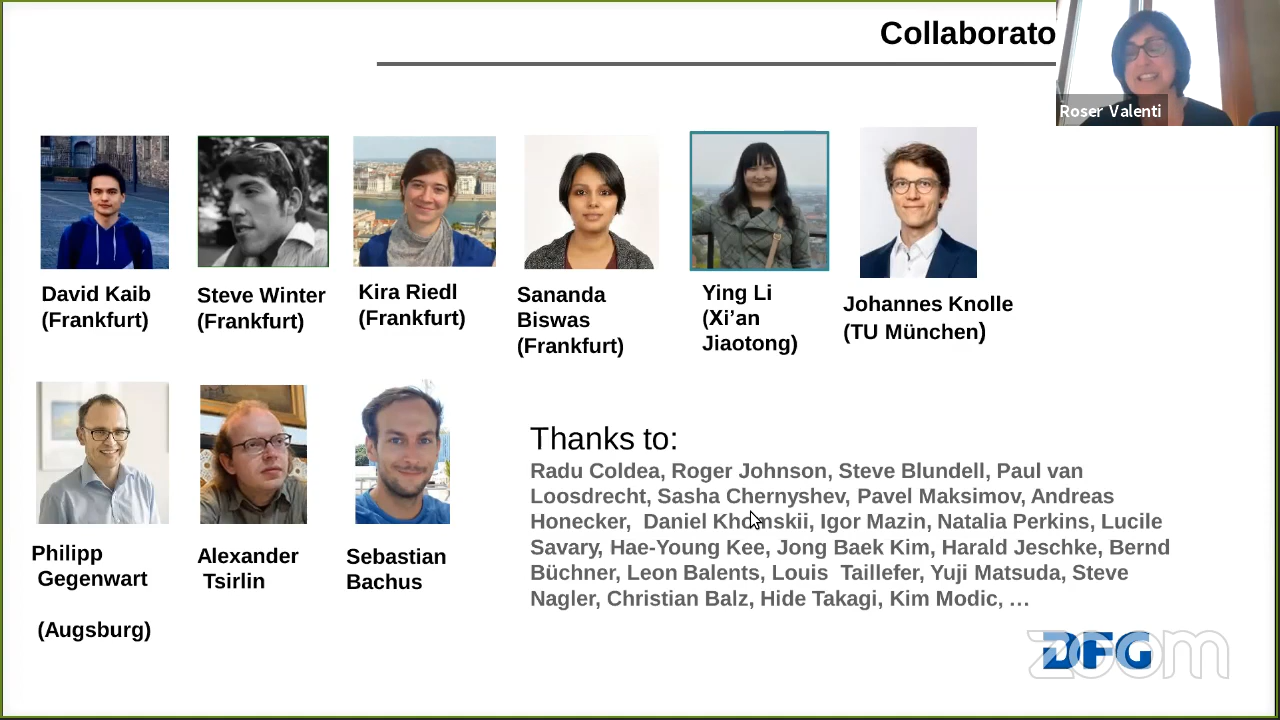 Collaborato
Roser Valenti
David Kaib
(Frankfurt)
Steve Winter
(Frankfurt)
Kira Riedl
(Frankfurt)
Sananda
Biswas
(Frankfurt)
Ying Li
(Xi’an
Jiaotong)
Johannes Knolle
(TU München)
Philipp
Gegenwart
(Augsburg)
Alexander
Tsirlin
Sebastian
Bachus
Thanks to:
Radu Coldea, Roger Johnson, Steve Blundell, Paul van
Loosdrecht, Sasha Chernyshev, Pavel Maksimov, Andreas
Honecker, Daniel Khomskii, Igor Mazin, Natalia Perkins, Lucile
Savary, Hae-Young Kee, Jong Baek Kim, Harald Jeschke, Bernd
Büchner, Leon Balents, Louis Taillefer, Yuji Matsuda, Steve
Nagler, Christian Balz, Hide Takagi, Kim Modic, …
DFG
zoom